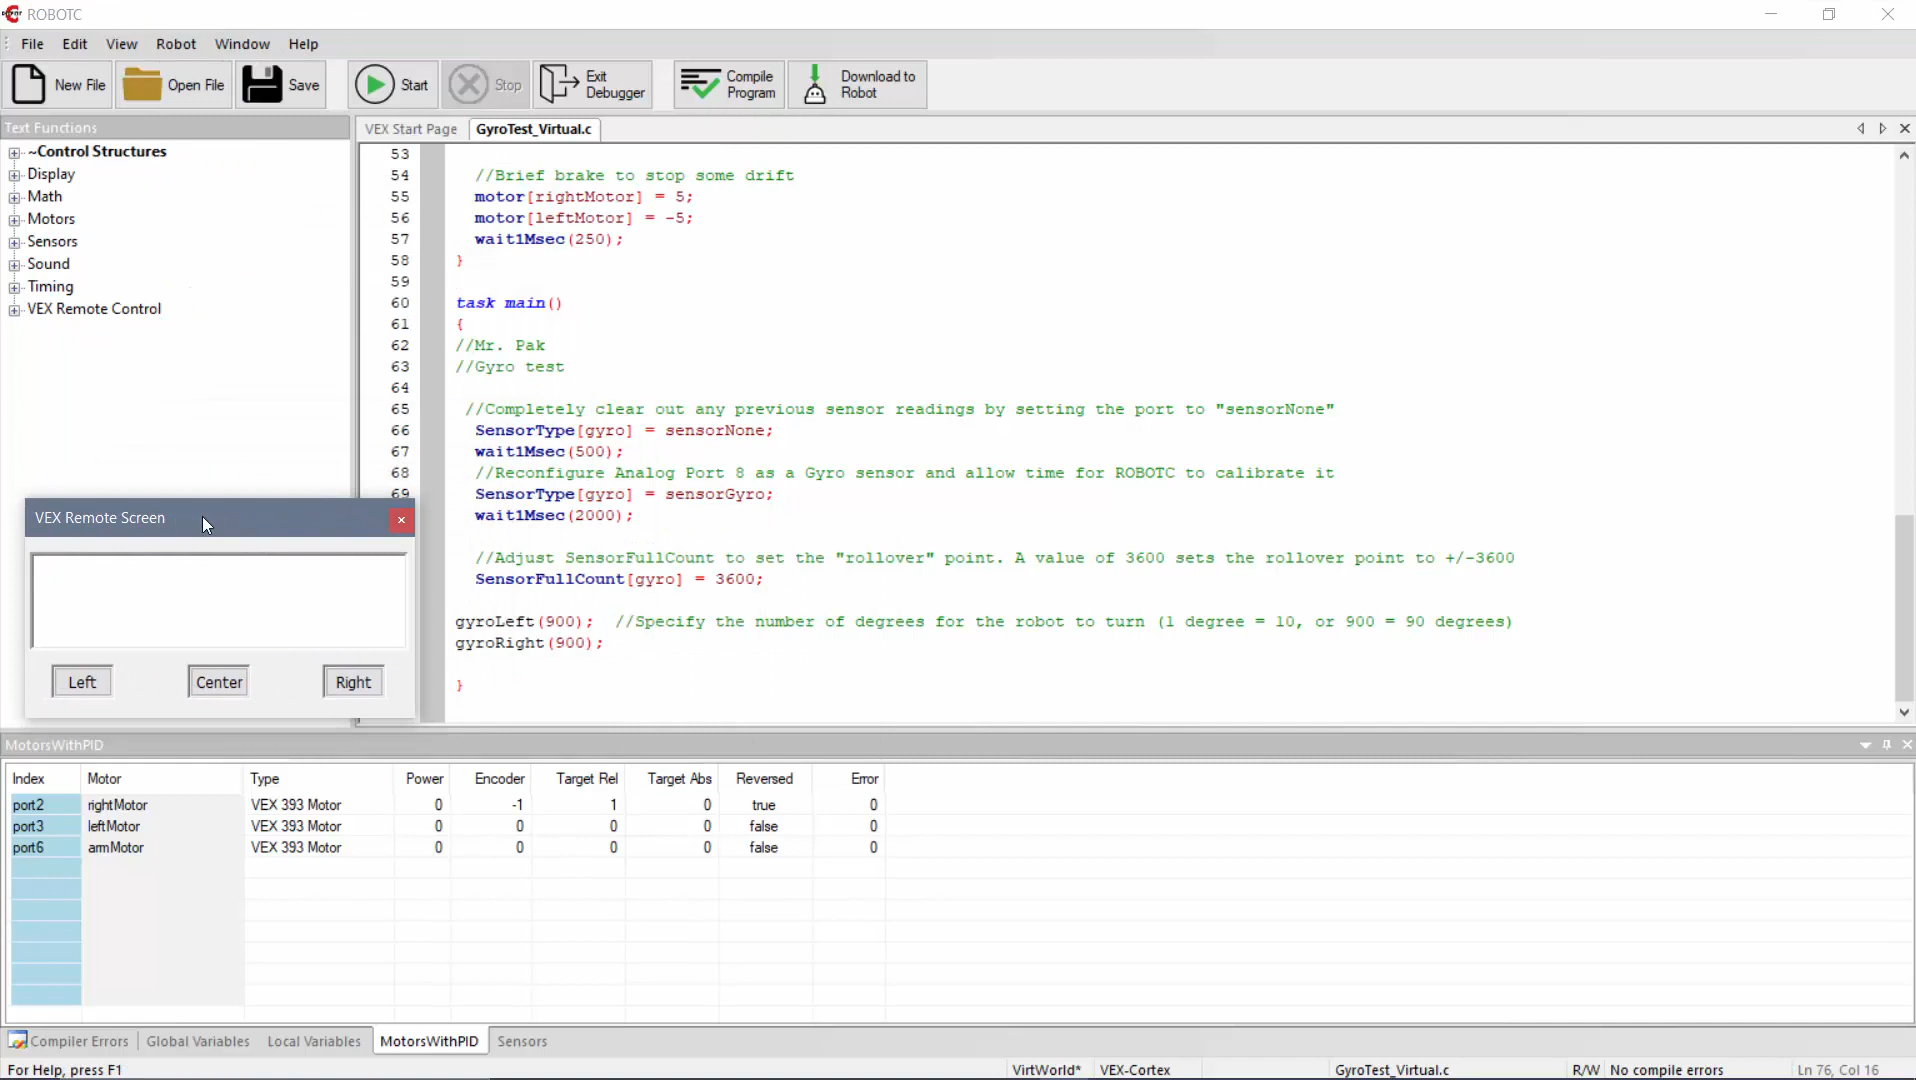 ROBOTC
File Edit View Robot Window Help
New File Open File Save Start Stop Exit Debugger Compile Program Download to Robot
Text Functions
VEX Start Page GyroTest_Virtual.c
~Control Structures
Display
Math
Motors
Sensors
Sound
Timing
VEX Remote Control
53
54 //Brief brake to stop some drift
55 motor[rightMotor] = 5;
56 motor[leftMotor] = -5;
57 wait1Msec(250);
58 }
59
60 task main()
61 {
62 //Mr. Pak
63 //Gyro test
64
65 //Completely clear out any previous sensor readings by setting the port to "sensorNone"
66 SensorType[gyro] = sensorNone;
67 wait1Msec(500);
68 //Reconfigure Analog Port 8 as a Gyro sensor and allow time for ROBOTC to calibrate it
69 SensorType[gyro] = sensorGyro;
wait1Msec(2000);
//Adjust SensorFullCount to set the "rollover" point. A value of 3600 sets the rollover point to +/-3600
SensorFullCount[gyro] = 3600;
gyroLeft(900); //Specify the number of degrees for the robot to turn (1 degree = 10, or 900 = 90 degrees)
gyroRight(900);
}
VEX Remote Screen
Left Center Right
MotorsWithPID
Index Motor Type Power Encoder Target Rel Target Abs Reversed Error
port2 rightMotor VEX 393 Motor 0 -1 1 0 true 0
port3 leftMotor VEX 393 Motor 0 0 0 0 false 0
port6 armMotor VEX 393 Motor 0 0 0 0 false 0
Compiler Errors Global Variables Local Variables MotorsWithPID Sensors
For Help, press F1 VirtWorld* VEX-Cortex GyroTest_Virtual.c R/W No compile errors Ln 76, Col 16